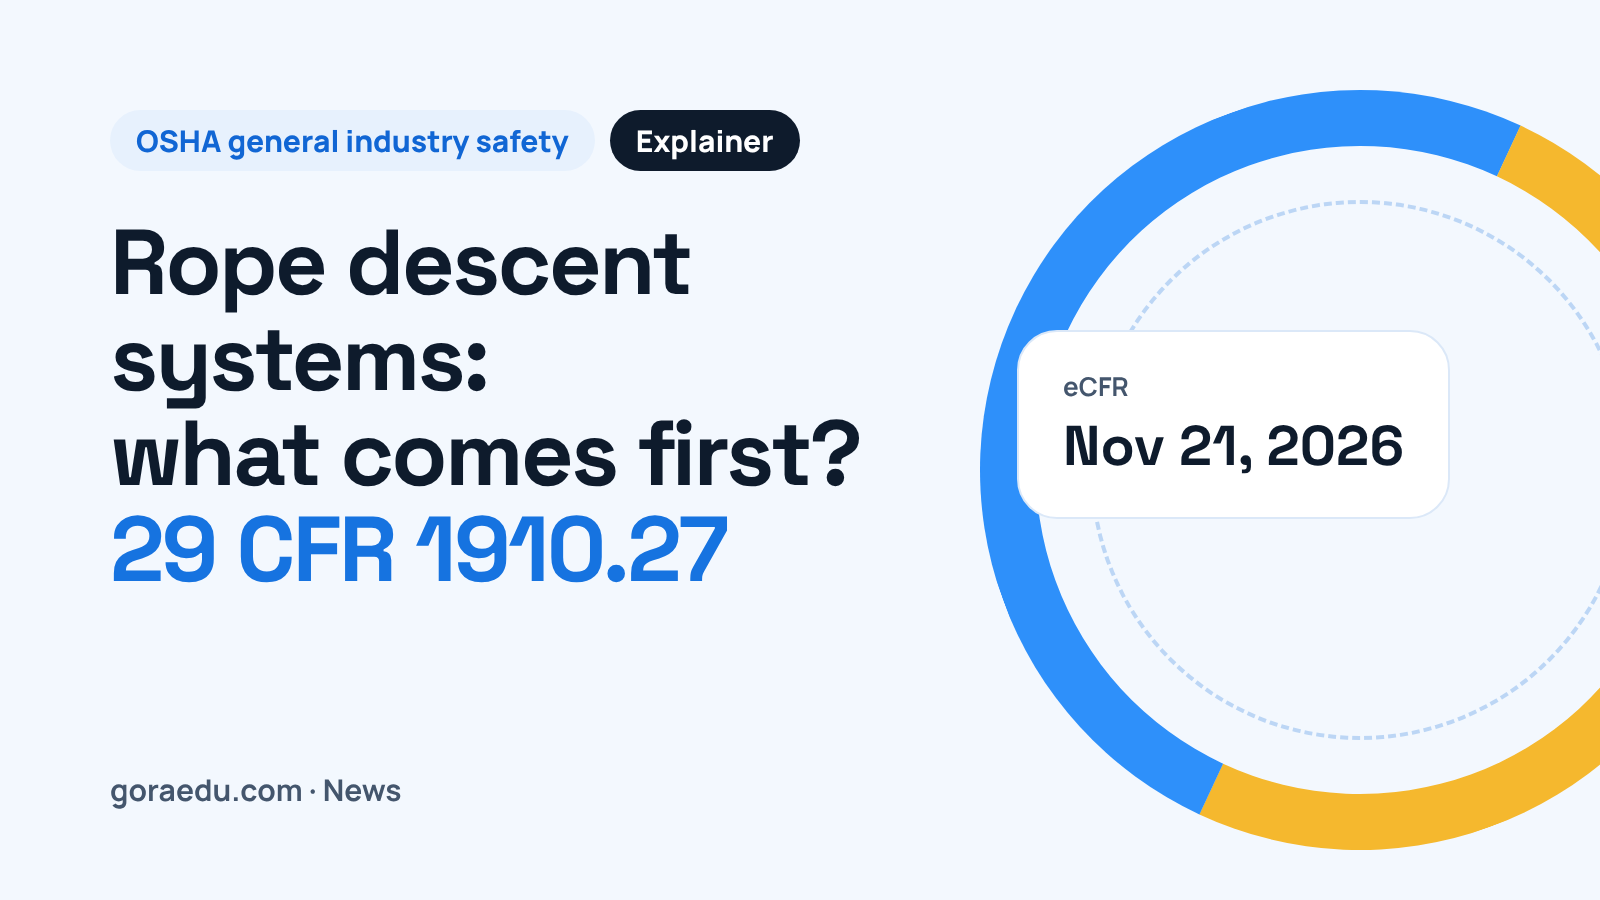 OSHA general industry safety
Explainer
Rope descent
systems:
what comes first?
29 CFR 1910.27
eCFR
Nov 21, 2026
goraedu.com · News